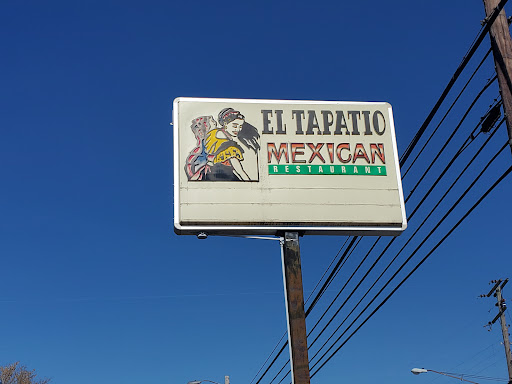 EL TAPATIO
MEXICAN
RESTAURANT